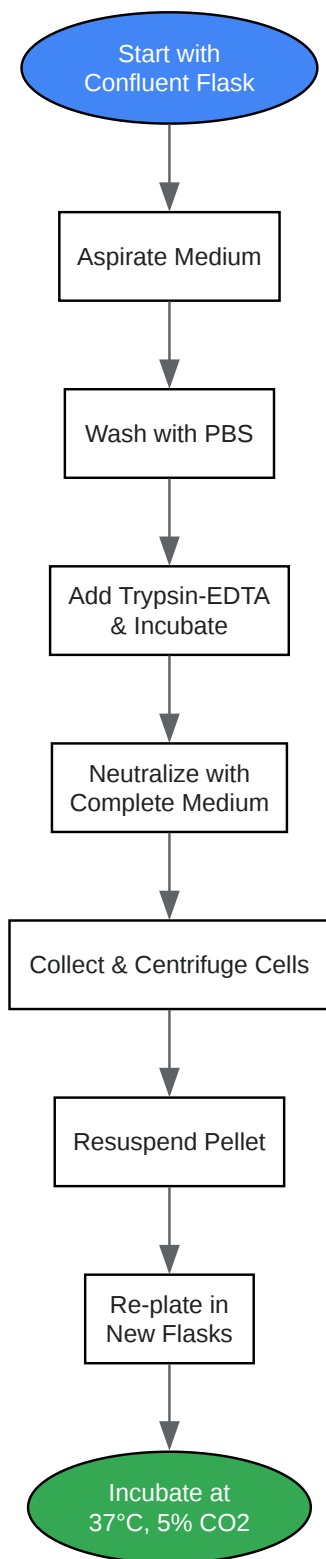 Start with
Confluent Flask
Aspirate Medium
Wash with PBS
Add Trypsin-EDTA
& Incubate
Neutralize with
Complete Medium
Collect & Centrifuge Cells
Resuspend Pellet
Re-plate in
New Flasks
Incubate at
37°C, 5% CO2